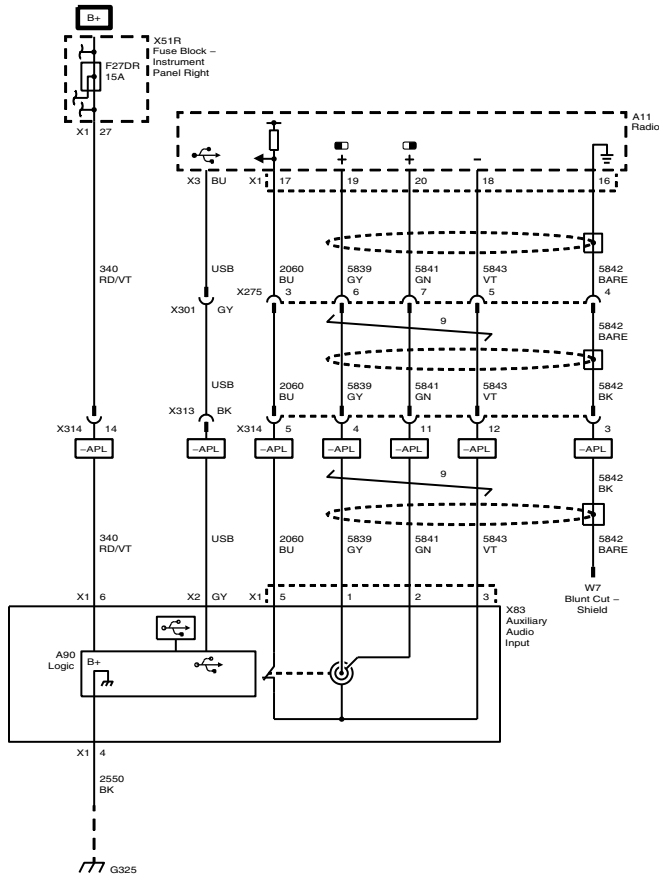 B+
X51R
Fuse Block –
Instrument
Panel Right
F27DR
15A
X1 27
A11
Radio
+ + –
X3 BU X1 17 19 20 18 16
340
RD/VT
USB
2060
BU
5839
GY
5841
GN
5843
VT
5842
BARE
X275 3 6 7 5 4
X301 GY
9
5842
BARE
USB
2060
BU
5839
GY
5841
GN
5843
VT
5842
BK
X314 14 X313 BK X314 5 4 11 12 3
–APL –APL –APL –APL –APL –APL –APL
9
5842
BK
340
RD/VT
USB
2060
BU
5839
GY
5841
GN
5843
VT
5842
BARE
W7
Blunt Cut –
Shield
X1 6 X2 GY X1 5 1 2 3
X83
Auxiliary
Audio
Input
A90
Logic
B+
X1 4
2550
BK
G325